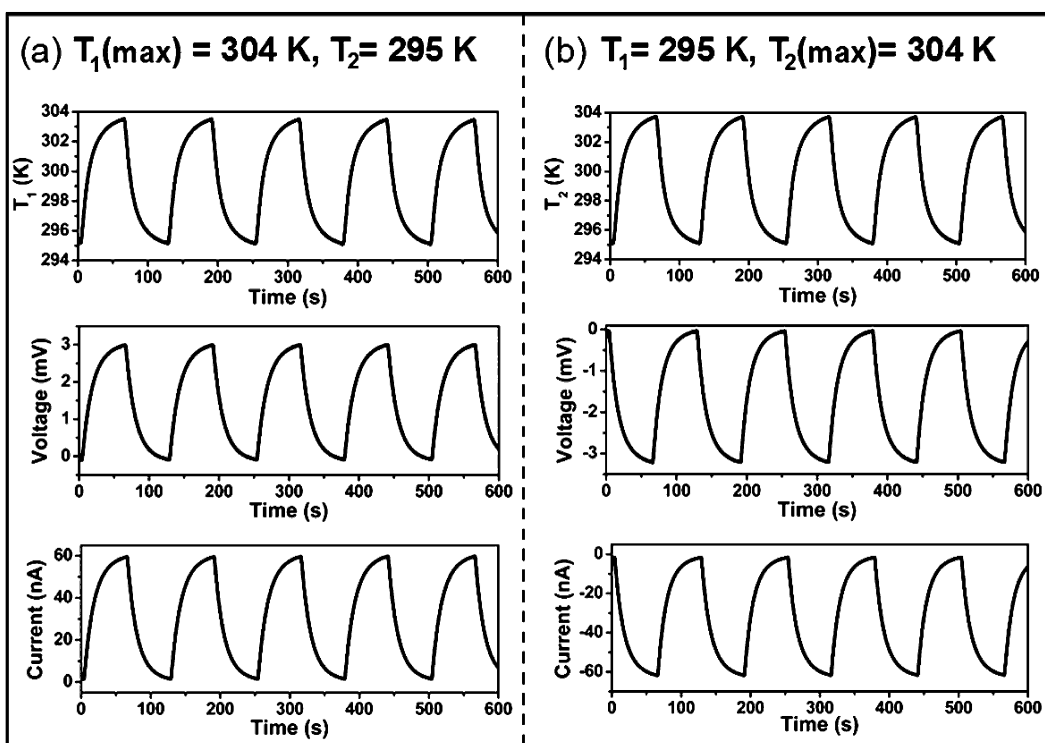 (a) T₁(max) = 304 K, T₂= 295 K
304
302
300
298
296
294
T₁ (K)
0 100 200 300 400 500 600
Time (s)
3
2
1
0
Voltage (mV)
0 100 200 300 400 500 600
Time (s)
60
40
20
0
Current (nA)
0 100 200 300 400 500 600
Time (s)
(b) T₁= 295 K, T₂(max)= 304 K
304
302
300
298
296
294
T₂ (K)
0 100 200 300 400 500 600
Time (s)
0
-1
-2
-3
Voltage (mV)
0 100 200 300 400 500 600
Time (s)
0
-20
-40
-60
Current (nA)
0 100 200 300 400 500 600
Time (s)